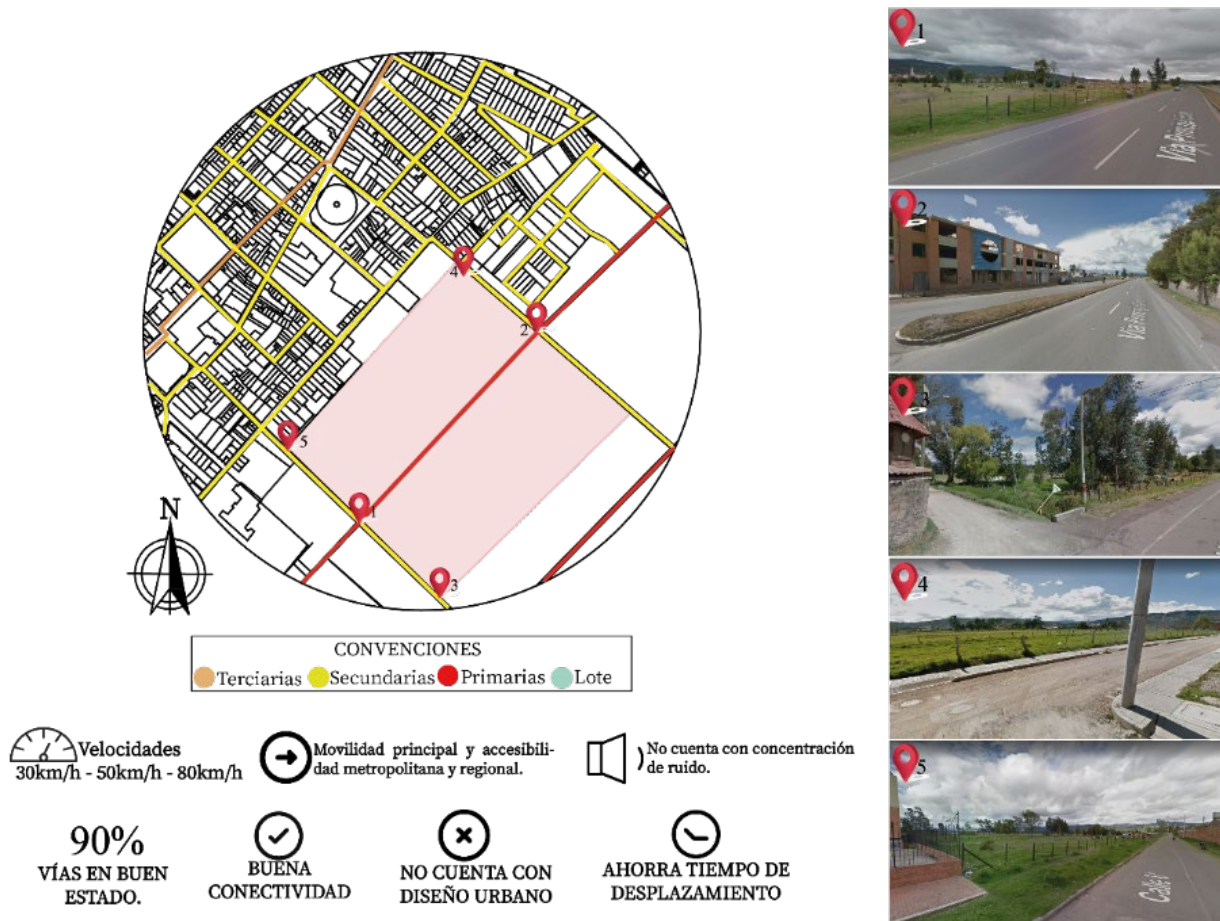 4
2
5
1
3
N
CONVENCIONES
Terciarias Secundarias Primarias Lote
Velocidades
30km/h - 50km/h - 80km/h
Movilidad principal y accesibili-
dad metropolitana y regional.
No cuenta con concentración
de ruido.
90%
VÍAS EN BUEN
ESTADO.
BUENA
CONECTIVIDAD
NO CUENTA CON
DISEÑO URBANO
AHORRA TIEMPO DE
DESPLAZAMIENTO
1
2
Vía
3
4
5
Calle